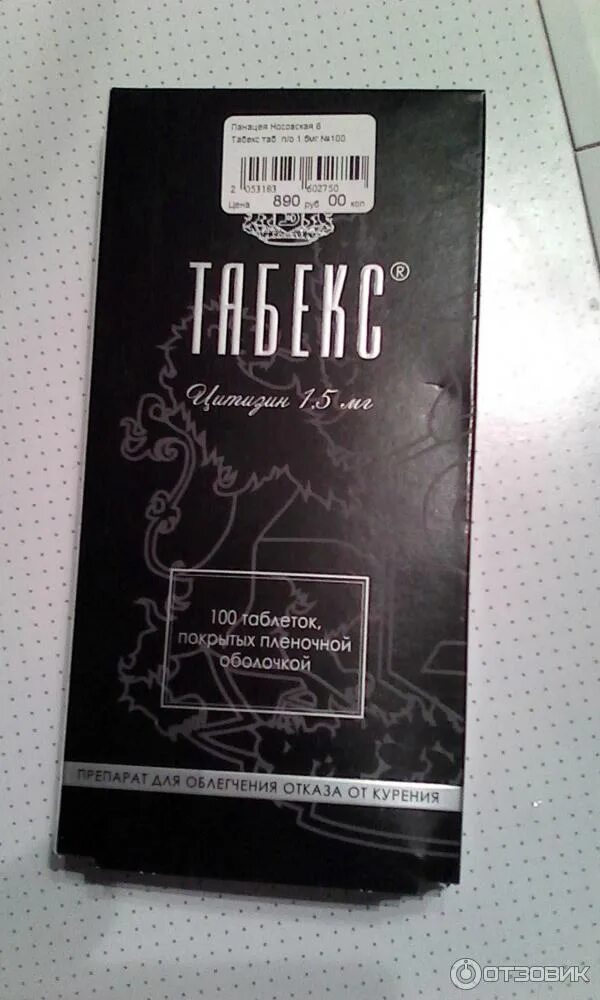 Панацея Носовская 6
Табекс таб. п/о 1.5мг №100
2 053183 602750
Цена 890 руб 00 коп
ТАБЕКС®
Цитизин 1,5 мг
100 таблеток,
покрытых пленочной
оболочкой
ПРЕПАРАТ ДЛЯ ОБЛЕГЧЕНИЯ ОТКАЗА ОТ КУРЕНИЯ
ОТЗОВИК